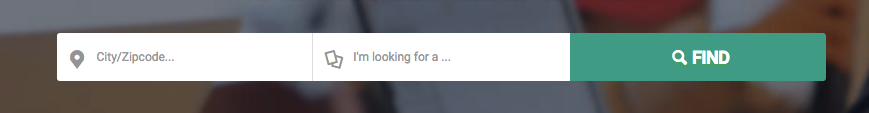 City/Zipcode...
I'm looking for a ...
FIND